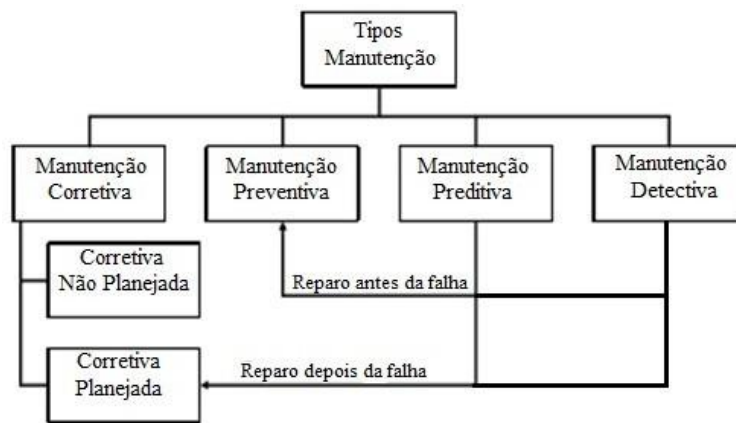 Tipos
Manutenção
Manutenção
Corretiva
Manutenção
Preventiva
Manutenção
Preditiva
Manutenção
Detectiva
Corretiva
Não Planejada
Reparo antes da falha
Corretiva
Planejada
Reparo depois da falha